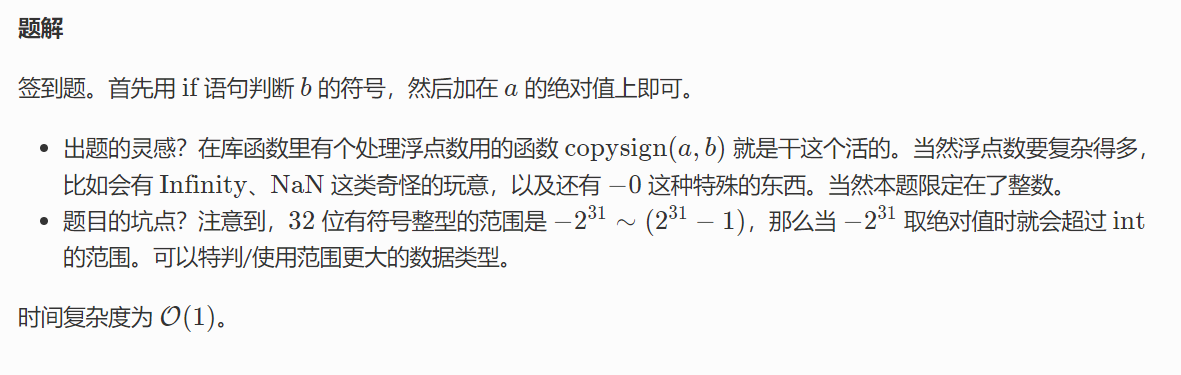 题解
签到题。首先用 if 语句判断 b 的符号，然后加在 a 的绝对值上即可。
• 出题的灵感？在库函数里有个处理浮点数用的函数 copysign(a, b) 就是干这个活的。当然浮点数要复杂得多，
比如会有 Infinity、NaN 这类奇怪的玩意，以及还有 −0 这种特殊的东西。当然本题限定在了整数。
• 题目的坑点？注意到，32 位有符号整型的范围是 −2^31 ∼ (2^31 − 1)，那么当 −2^31 取绝对值时就会超过 int
的范围。可以特判/使用范围更大的数据类型。
时间复杂度为 O(1)。